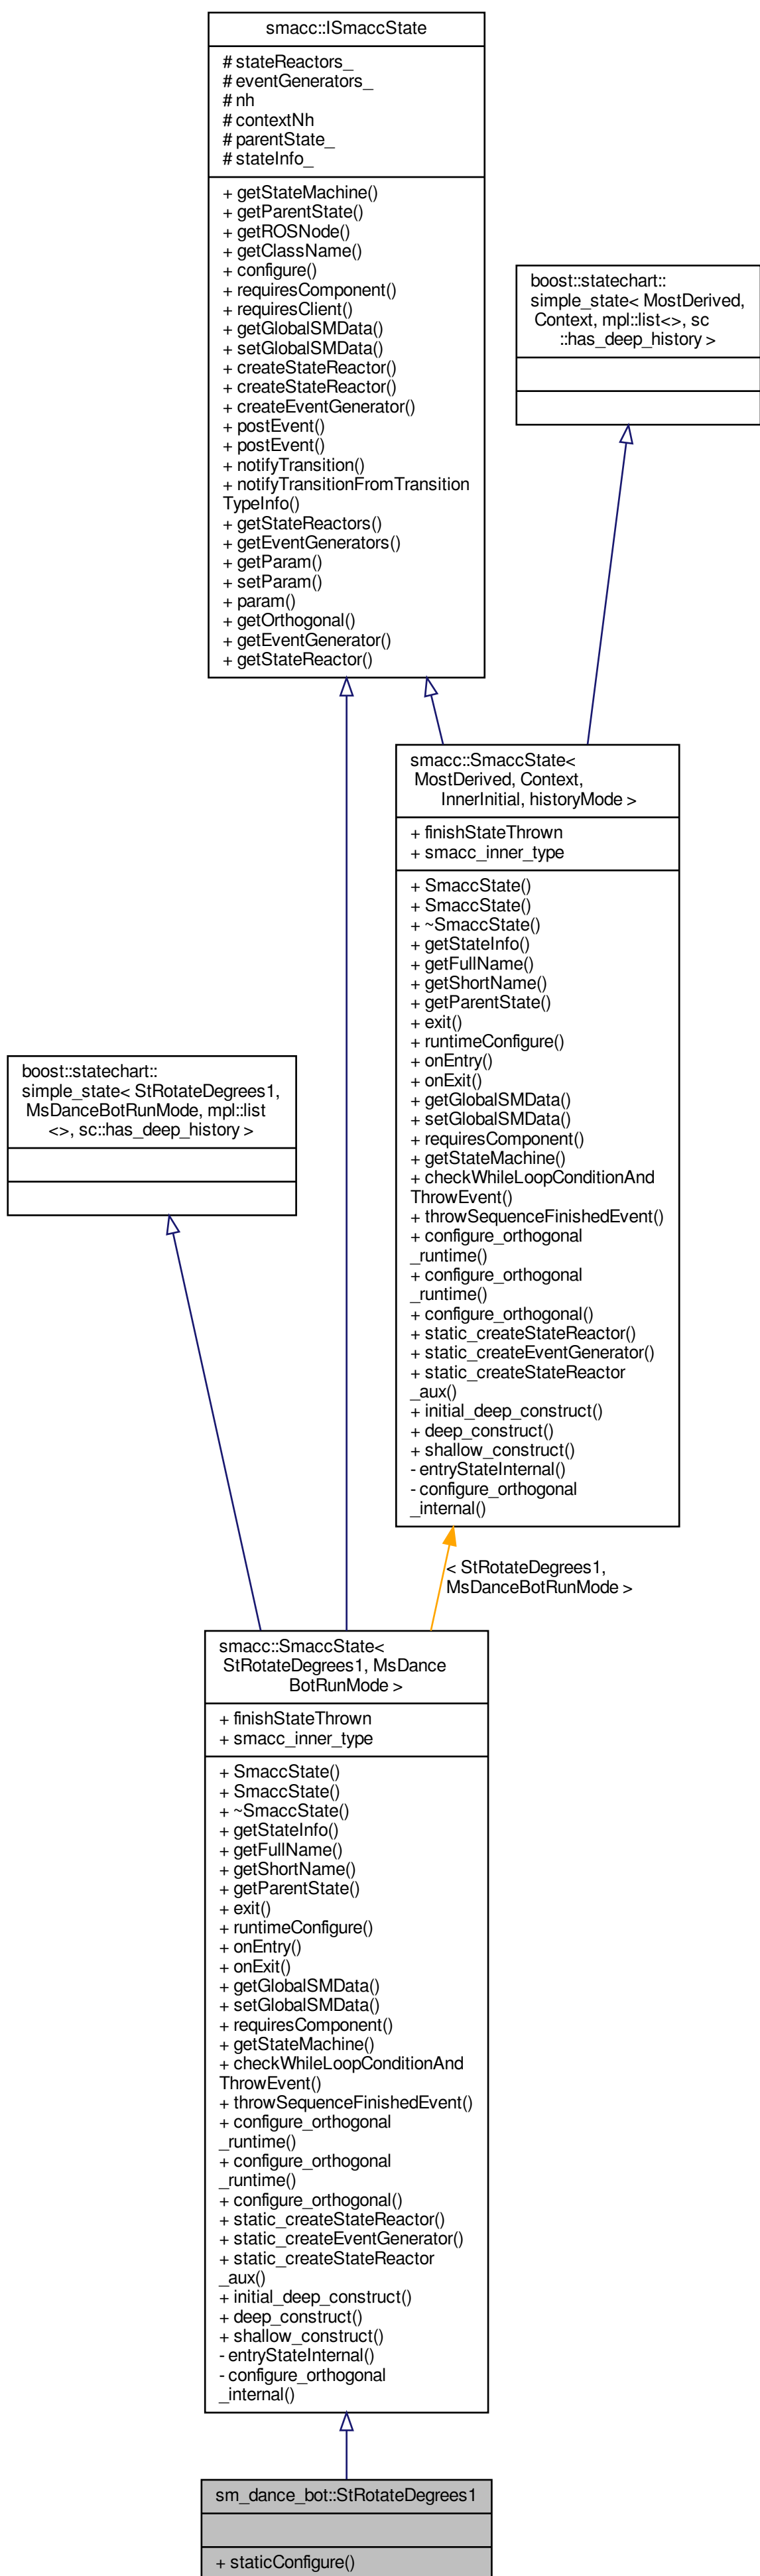 smacc::ISmaccState
# stateReactors_
# eventGenerators_
# nh
# contextNh
# parentState_
# stateInfo_
+ getStateMachine()
+ getParentState()
+ getROSNode()
+ getClassName()
+ configure()
+ requiresComponent()
+ requiresClient()
+ getGlobalSMData()
+ setGlobalSMData()
+ createStateReactor()
+ createStateReactor()
+ createEventGenerator()
+ postEvent()
+ postEvent()
+ notifyTransition()
+ notifyTransitionFromTransition
TypeInfo()
+ getStateReactors()
+ getEventGenerators()
+ getParam()
+ setParam()
+ param()
+ getOrthogonal()
+ getEventGenerator()
+ getStateReactor()
boost::statechart::
simple_state< MostDerived,
Context, mpl::list<>, sc
::has_deep_history >
smacc::SmaccState<
MostDerived, Context,
InnerInitial, historyMode >
+ finishStateThrown
+ smacc_inner_type
+ SmaccState()
+ SmaccState()
+ ~SmaccState()
+ getStateInfo()
+ getFullName()
+ getShortName()
+ getParentState()
+ exit()
+ runtimeConfigure()
+ onEntry()
+ onExit()
+ getGlobalSMData()
+ setGlobalSMData()
+ requiresComponent()
+ getStateMachine()
+ checkWhileLoopConditionAnd
ThrowEvent()
+ throwSequenceFinishedEvent()
+ configure_orthogonal
_runtime()
+ configure_orthogonal
_runtime()
+ configure_orthogonal()
+ static_createStateReactor()
+ static_createEventGenerator()
+ static_createStateReactor
_aux()
+ initial_deep_construct()
+ deep_construct()
+ shallow_construct()
- entryStateInternal()
- configure_orthogonal
_internal()
boost::statechart::
simple_state< StRotateDegrees1,
MsDanceBotRunMode, mpl::list
<>, sc::has_deep_history >
< StRotateDegrees1,
MsDanceBotRunMode >
smacc::SmaccState<
StRotateDegrees1, MsDance
BotRunMode >
+ finishStateThrown
+ smacc_inner_type
+ SmaccState()
+ SmaccState()
+ ~SmaccState()
+ getStateInfo()
+ getFullName()
+ getShortName()
+ getParentState()
+ exit()
+ runtimeConfigure()
+ onEntry()
+ onExit()
+ getGlobalSMData()
+ setGlobalSMData()
+ requiresComponent()
+ getStateMachine()
+ checkWhileLoopConditionAnd
ThrowEvent()
+ throwSequenceFinishedEvent()
+ configure_orthogonal
_runtime()
+ configure_orthogonal
_runtime()
+ configure_orthogonal()
+ static_createStateReactor()
+ static_createEventGenerator()
+ static_createStateReactor
_aux()
+ initial_deep_construct()
+ deep_construct()
+ shallow_construct()
- entryStateInternal()
- configure_orthogonal
_internal()
sm_dance_bot::StRotateDegrees1
+ staticConfigure()